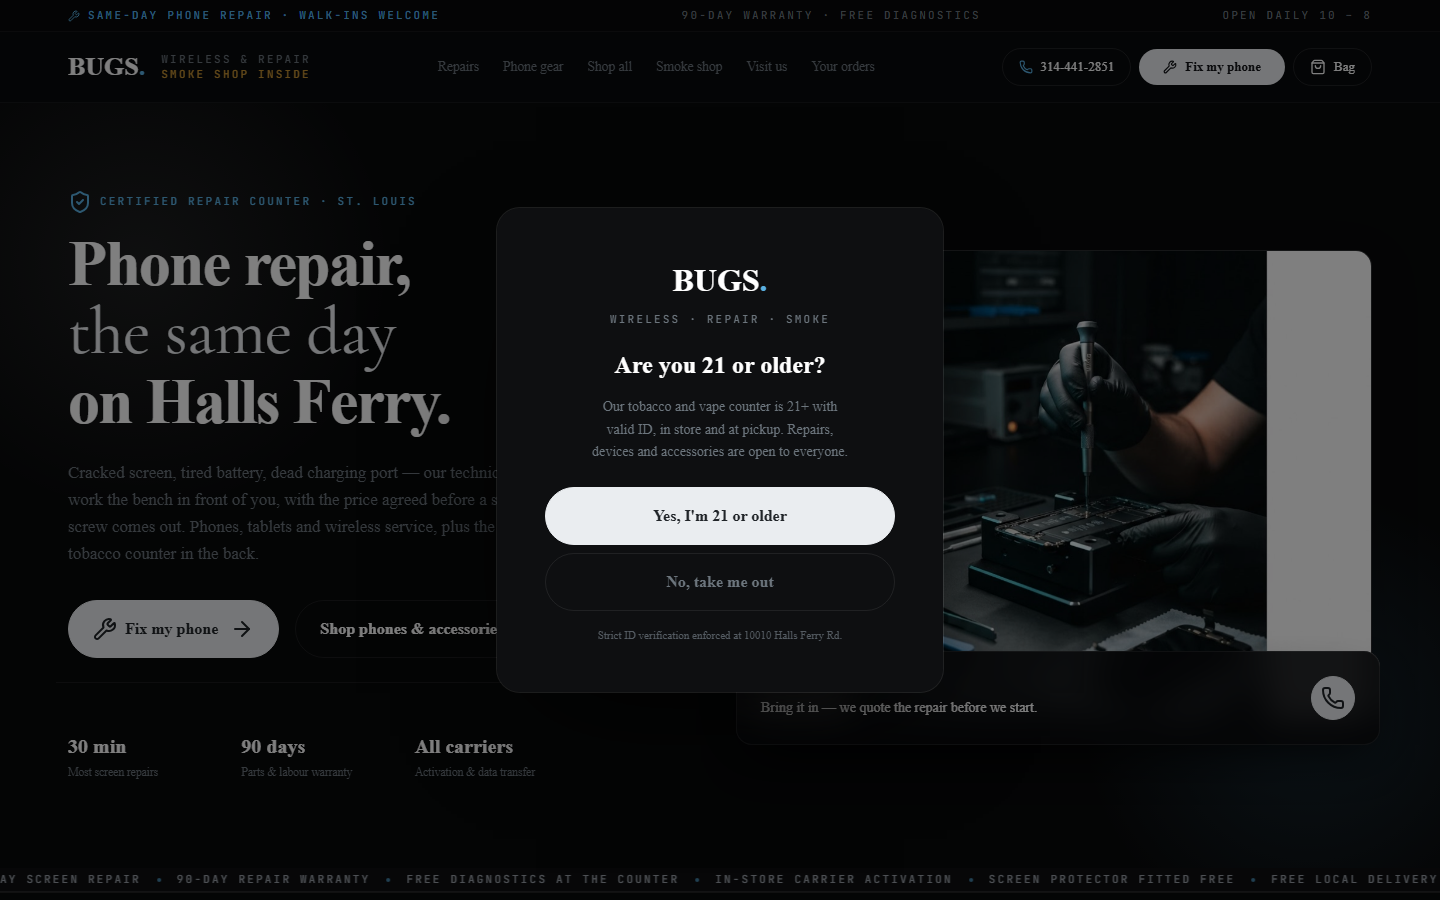 SAME-DAY PHONE REPAIR · WALK-INS WELCOME
90-DAY WARRANTY · FREE DIAGNOSTICS
OPEN DAILY 10 – 8
BUGS.
WIRELESS & REPAIR
SMOKE SHOP INSIDE
Repairs
Phone gear
Shop all
Smoke shop
Visit us
Your orders
314-441-2851
Fix my phone
Bag
CERTIFIED REPAIR COUNTER · ST. LOUIS
Phone repair,
the same day
on Halls Ferry.
Cracked screen, tired battery, dead charging port — our technic
work the bench in front of you, with the price agreed before a s
screw comes out. Phones, tablets and wireless service, plus the
tobacco counter in the back.
Fix my phone
Shop phones & accessorie
30 min
Most screen repairs
90 days
Parts & labour warranty
All carriers
Activation & data transfer
BUGS.
WIRELESS · REPAIR · SMOKE
Are you 21 or older?
Our tobacco and vape counter is 21+ with
valid ID, in store and at pickup. Repairs,
devices and accessories are open to everyone.
Yes, I'm 21 or older
No, take me out
Strict ID verification enforced at 10010 Halls Ferry Rd.
Bring it in — we quote the repair before we start.
AY SCREEN REPAIR • 90-DAY REPAIR WARRANTY • FREE DIAGNOSTICS AT THE COUNTER • IN-STORE CARRIER ACTIVATION • SCREEN PROTECTOR FITTED FREE • FREE LOCAL DELIVERY